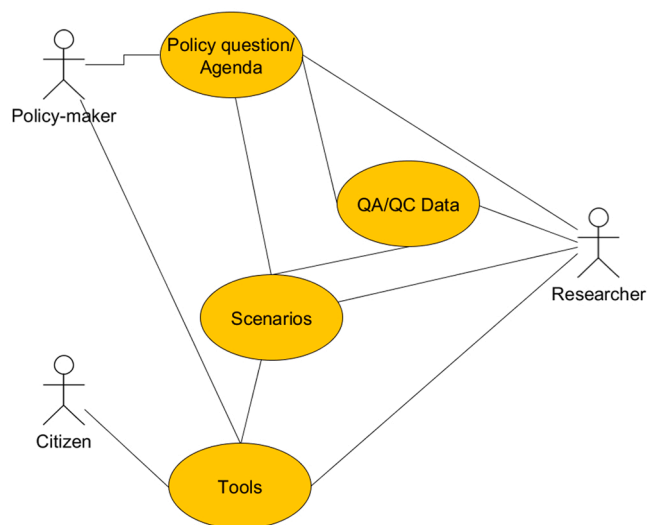 Policy question/
Agenda
Policy-maker
QA/QC Data
Researcher
Scenarios
Citizen
Tools